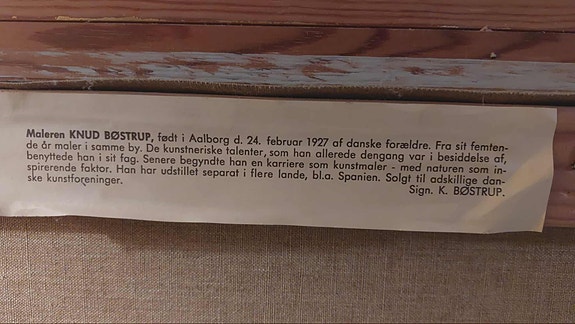 Maleren KNUD BØSTRUP, født i Aalborg d. 24. februar 1927 af danske forældre. Fra sit femten-
de år maler i samme by. De kunstneriske talenter, som han allerede dengang var i besiddelse af,
benyttede han i sit fag. Senere begyndte han en karriere som kunstmaler - med naturen som in-
spirerende faktor. Han har udstillet separat i flere lande, bl.a. Spanien. Solgt til adskillige dan-
ske kunstforeninger.
Sign. K. BØSTRUP.